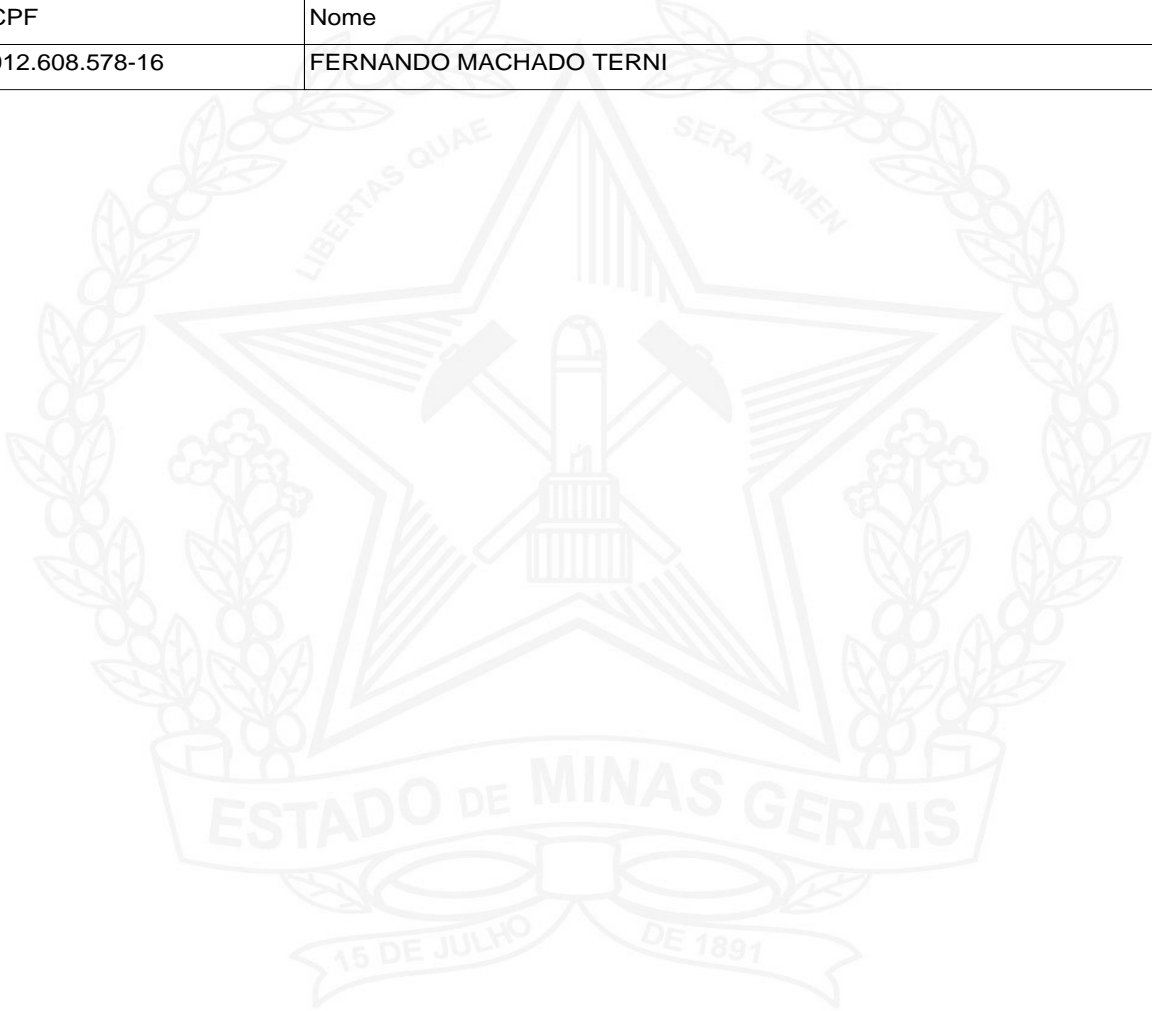 CPF Nome
012.608.578-16 FERNANDO MACHADO TERNI
LIBERTAS QUAE SERA TAMEN
ESTADO DE MINAS GERAIS
15 DE JULHO DE 1891